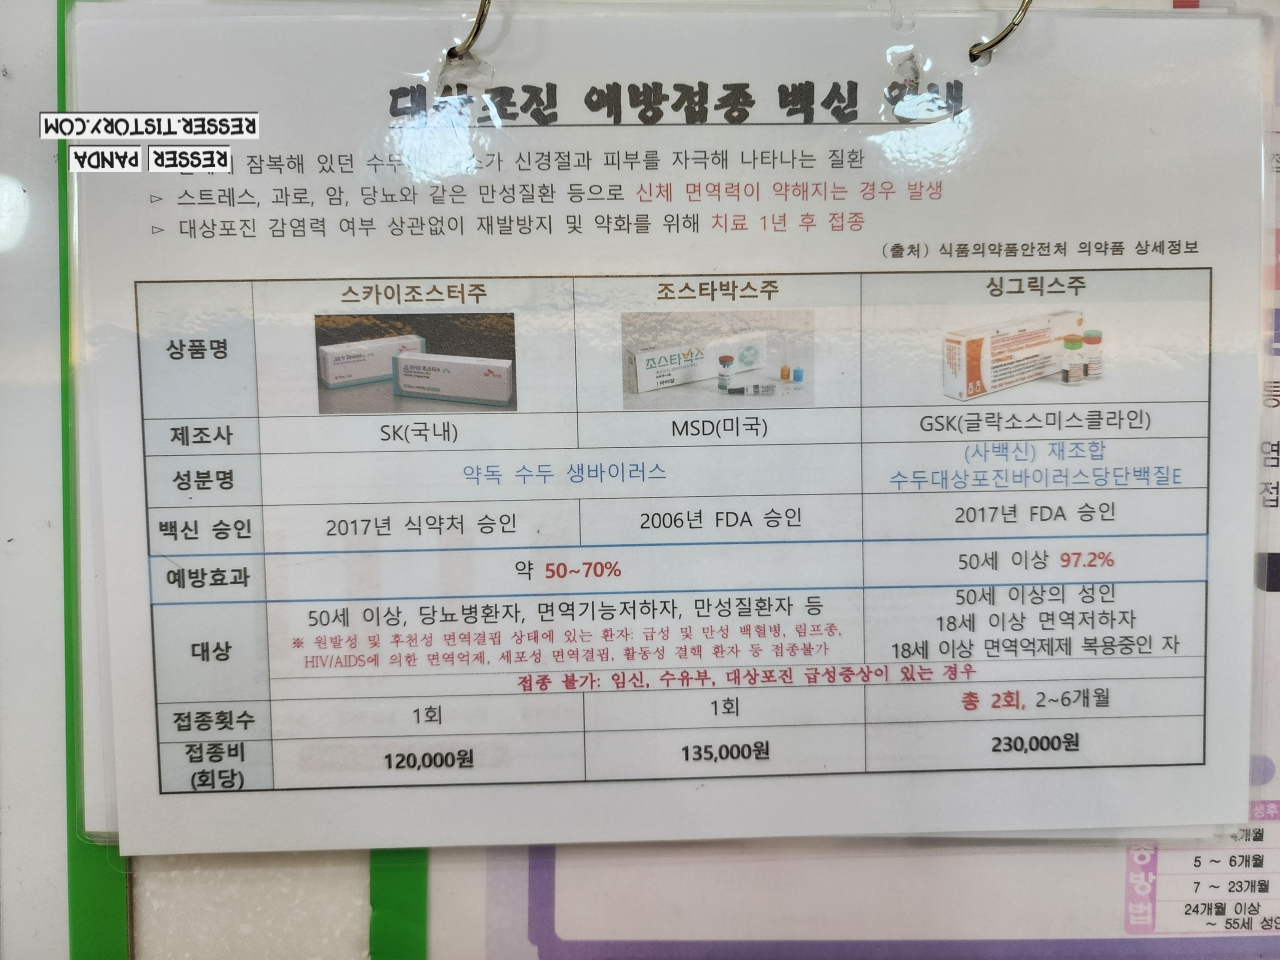 대상포진 예방접종 백신 안내
RESSER.TISTORY.COM
RESSER PANDA
잠복해 있던 신경절과 피부를 자극해 나타나는 질환
▻ 스트레스, 과로, 암, 당뇨와 같은 만성질환 등으로 신체 면역력이 약해지는 경우 발생
▻ 대상포진 감염력 여부 상관없이 재발방지 및 약화를 위해 치료 1년 후 접종
(출처) 식품의약품안전처 의약품 상세정보
상품명 스카이조스터주 조스타박스주 싱그릭스주
조스타박스
제조사 SK(국내) MSD(미국) GSK(글락소스미스클라인)
성분명 약독 수두 생바이러스 (사백신) 재조합
수두대상포진바이러스당단백질E
백신 승인 2017년 식약처 승인 2006년 FDA 승인 2017년 FDA 승인
예방효과 약 50~70% 50세 이상 97.2%
대상 50세 이상, 당뇨병환자, 면역기능저하자, 만성질환자 등
※ 원발성 및 후천성 면역결핍 상태에 있는 환자: 급성 및 만성 백혈병, 림프종,
HIV/AIDS에 의한 면역억제, 세포성 면역결핍, 활동성 결핵 환자 등 접종불가
50세 이상의 성인
18세 이상 면역저하자
18세 이상 면역억제제 복용중인 자
접종 불가: 임신, 수유부, 대상포진 급성증상이 있는 경우
접종횟수 1회 1회 총 2회, 2~6개월
접종비
(회당) 120,000원 135,000원 230,000원
통
염
접
생후
개월
5 ~ 6개월
7 ~ 23개월
24개월 이상
~ 55세 성인
종
방
법